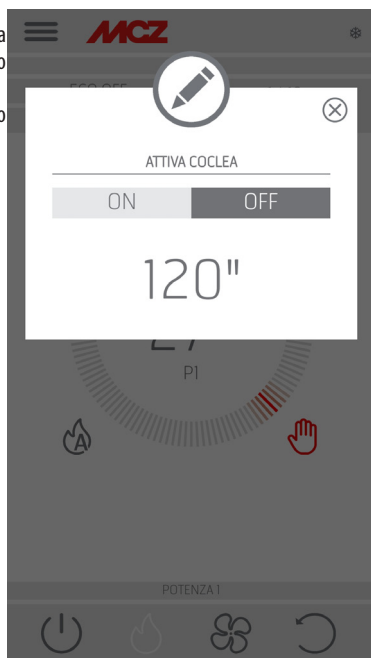 MCZ
ATTIVA COCLEA
ON OFF
120"
P1
A
POTENZA 1